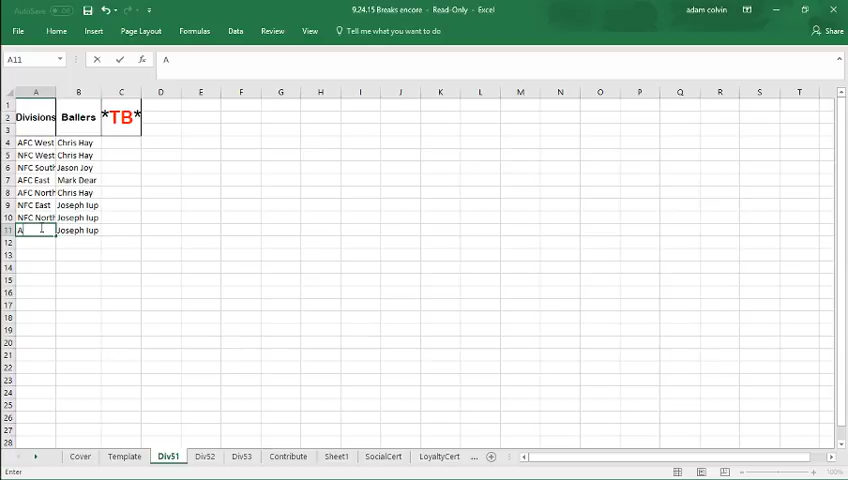 AutoSave Off 9.24.15 Breaks encore - Read-Only - Excel adam colvin
File Home Insert Page Layout Formulas Data Review View Tell me what you want to do Share
A11 fx A
A B C D E F G H I J K L M N O P Q R S T
1
2 Divisions Ballers *TB*
3
4 AFC West Chris Hay
5 NFC West Chris Hay
6 NFC South Jason Joy
7 AFC East Mark Dear
8 AFC North Chris Hay
9 NFC East Joseph Iup
10 NFC North Joseph Iup
11 A Joseph Iup
12
13
14
15
16
17
18
19
20
21
22
23
24
25
26
27
28
Cover Template Div51 Div52 Div53 Contribute Sheet1 SocialCert LoyaltyCert ...
Enter 100%